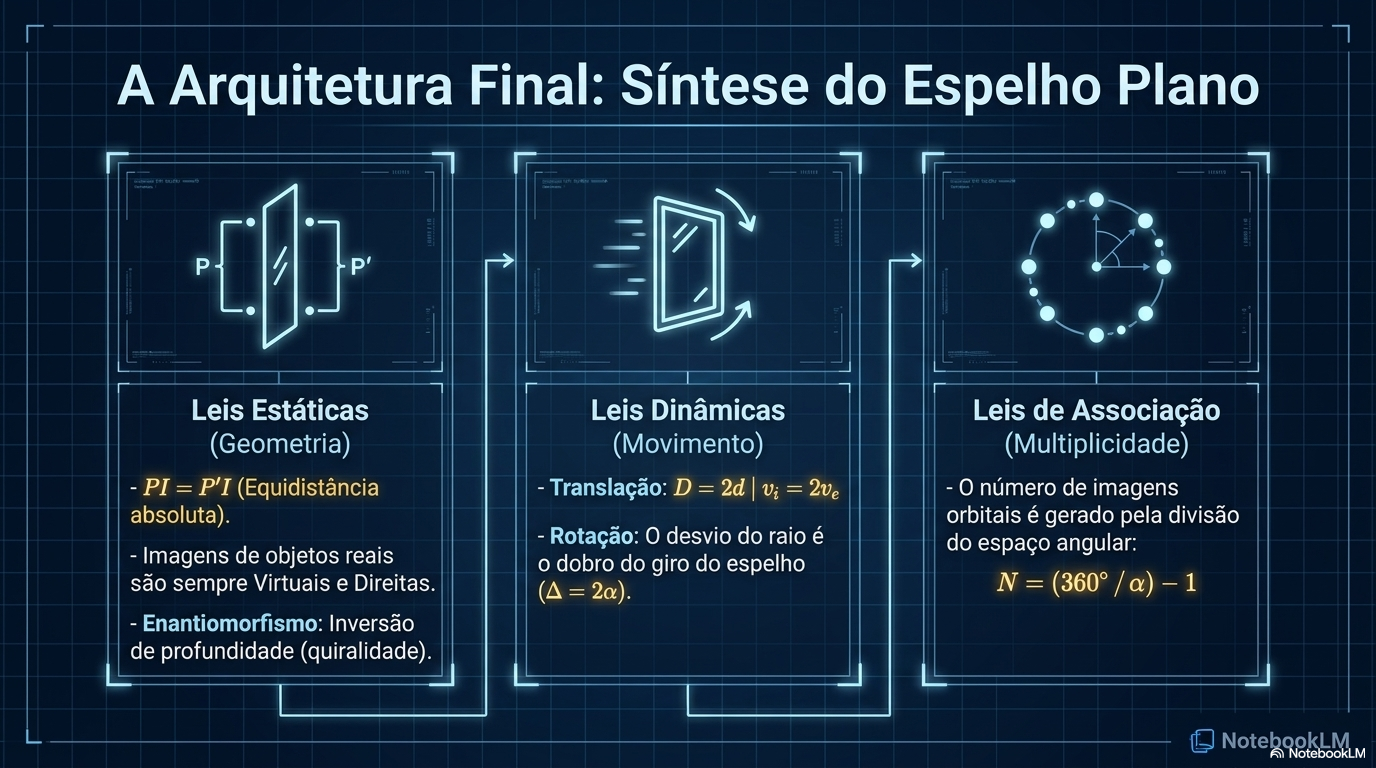 A Arquitetura Final: Síntese do Espelho Plano
P
P′
Leis Estáticas
(Geometria)
- PI = P′I (Equidistância
absoluta).
- Imagens de objetos reais
são sempre Virtuais e Direitas.
- Enantiomorfismo: Inversão
de profundidade (quiralidade).
Leis Dinâmicas
(Movimento)
- Translação: D = 2d | vᵢ = 2vₑ
- Rotação: O desvio do raio é
o dobro do giro do espelho
(Δ = 2α).
Leis de Associação
(Multiplicidade)
- O número de imagens
orbitais é gerado pela divisão
do espaço angular:
N = (360° / α) − 1
NotebookLM
NotebookLM